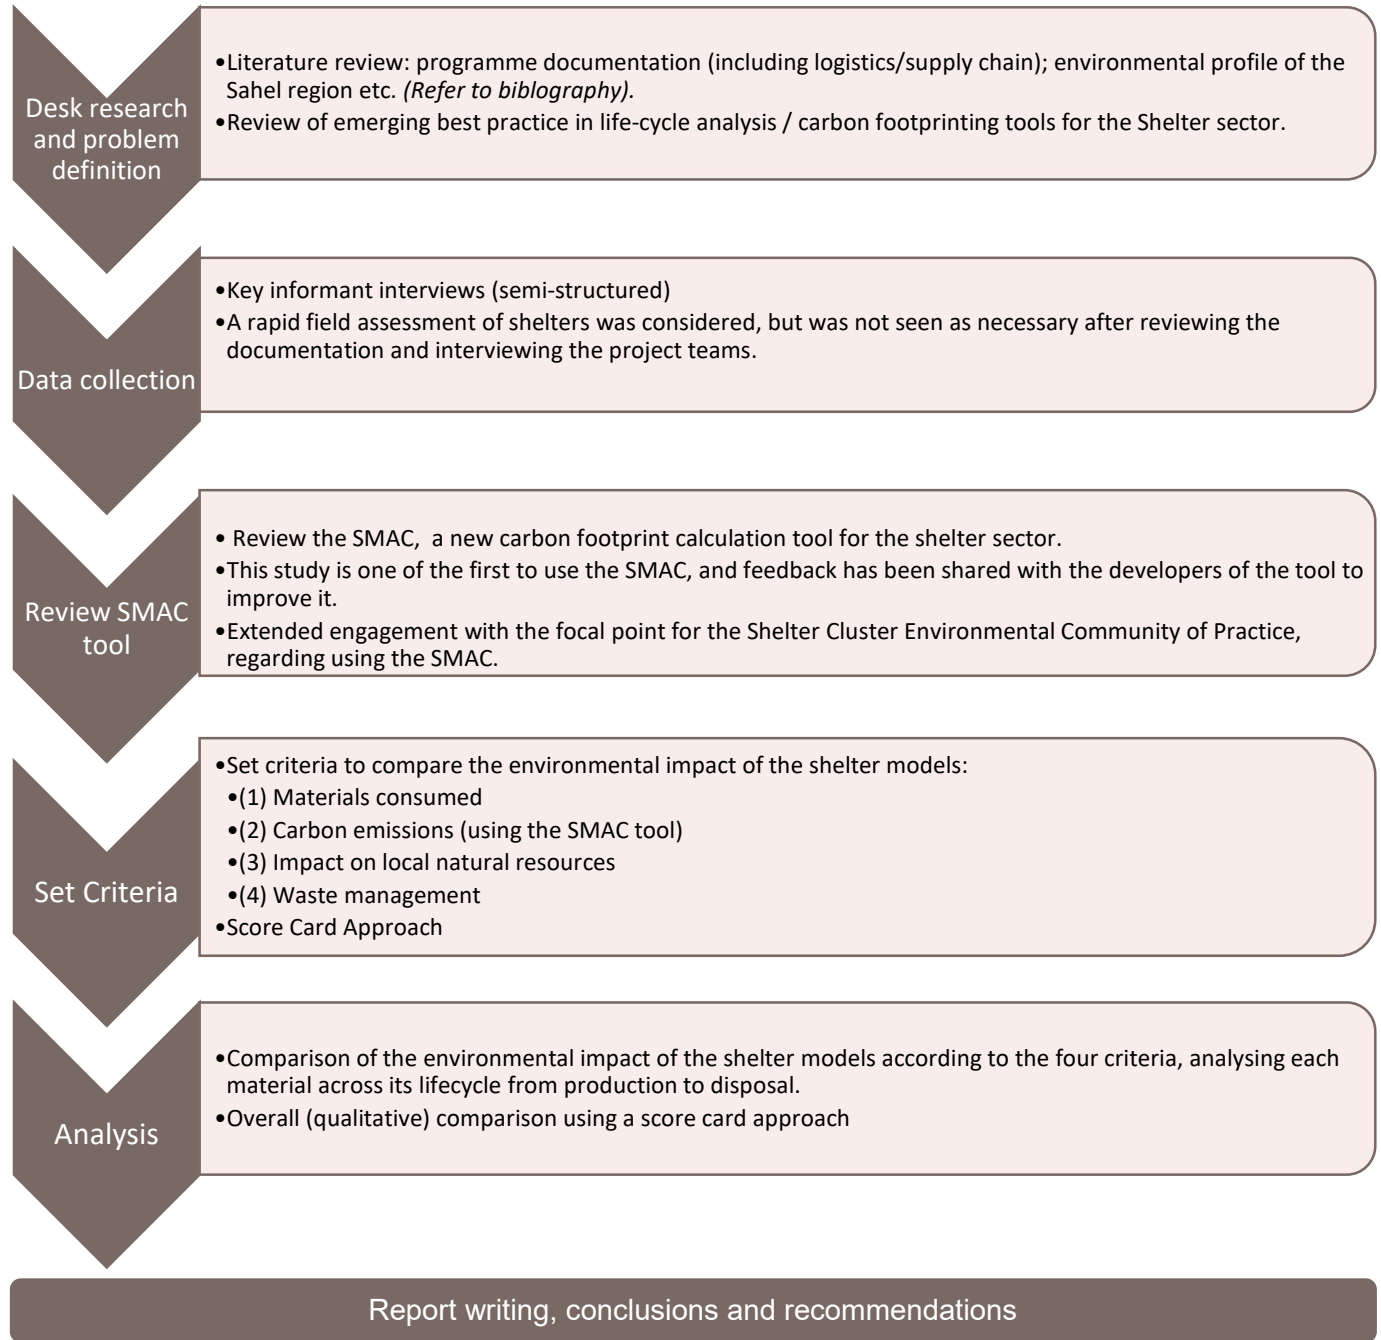 Desk research
and problem
definition
•Literature review: programme documentation (including logistics/supply chain); environmental profile of the
Sahel region etc. (Refer to biblography).
•Review of emerging best practice in life-cycle analysis / carbon footprinting tools for the Shelter sector.
Data collection
•Key informant interviews (semi-structured)
•A rapid field assessment of shelters was considered, but was not seen as necessary after reviewing the
documentation and interviewing the project teams.
Review SMAC
tool
• Review the SMAC,  a new carbon footprint calculation tool for the shelter sector.
•This study is one of the first to use the SMAC, and feedback has been shared with the developers of the tool to
improve it.
•Extended engagement with the focal point for the Shelter Cluster Environmental Community of Practice,
regarding using the SMAC.
Set Criteria
•Set criteria to compare the environmental impact of the shelter models:
•(1) Materials consumed
•(2) Carbon emissions (using the SMAC tool)
•(3) Impact on local natural resources
•(4) Waste management
•Score Card Approach
Analysis
•Comparison of the environmental impact of the shelter models according to the four criteria, analysing each
material across its lifecycle from production to disposal.
•Overall (qualitative) comparison using a score card approach
Report writing, conclusions and recommendations